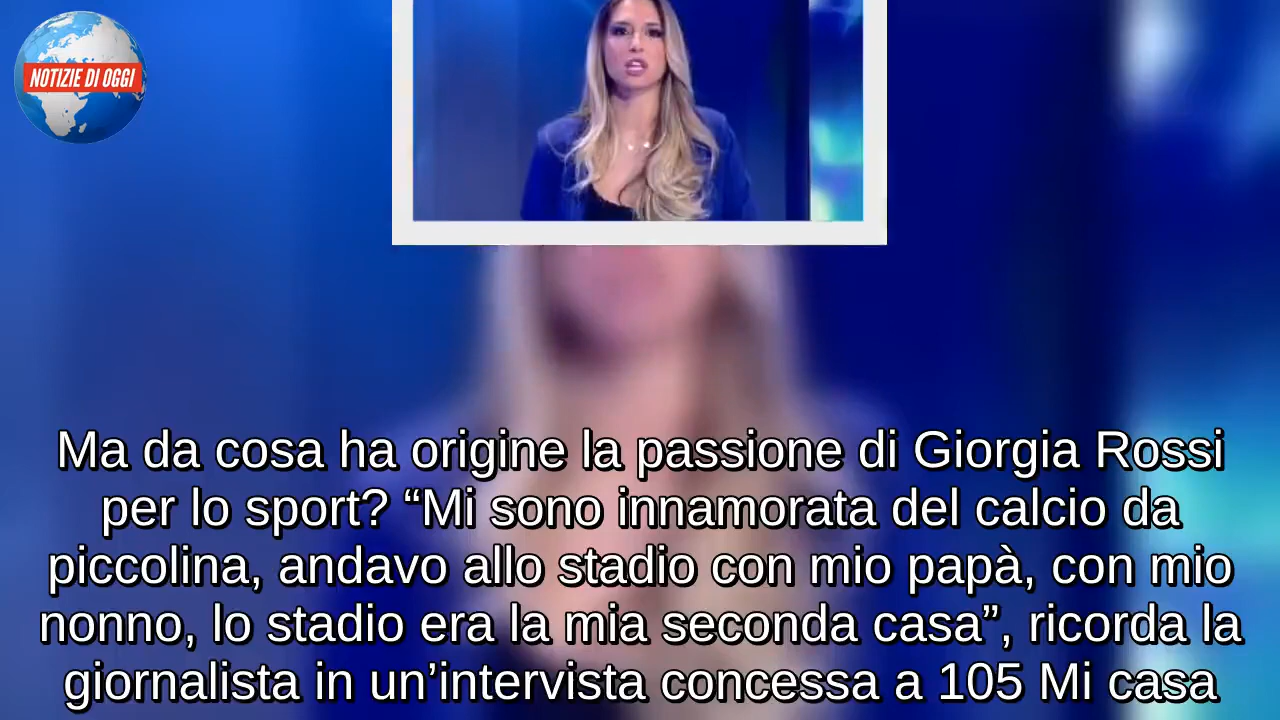 NOTIZIE DI OGGI
Ma da cosa ha origine la passione di Giorgia Rossi
per lo sport? “Mi sono innamorata del calcio da
piccolina, andavo allo stadio con mio papà, con mio
nonno, lo stadio era la mia seconda casa”, ricorda la
giornalista in un’intervista concessa a 105 Mi casa